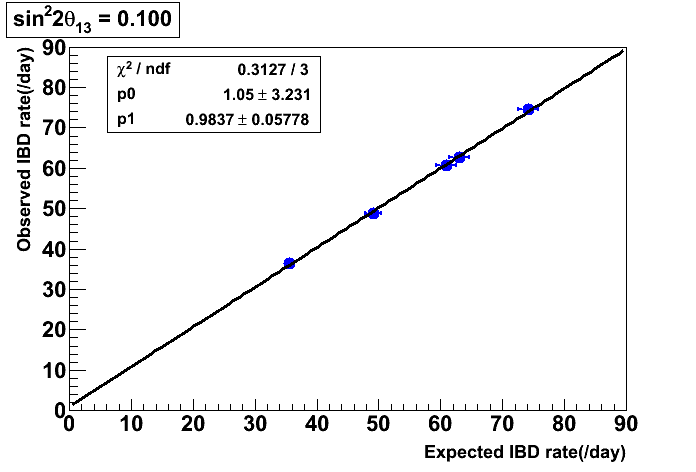 sin²2θ₁₃ = 0.100
χ² / ndf 0.3127 / 3
p0 1.05 ± 3.231
p1 0.9837 ± 0.05778
Observed IBD rate(/day)
90
80
70
60
50
40
30
20
10
0
0 10 20 30 40 50 60 70 80 90
Expected IBD rate(/day)